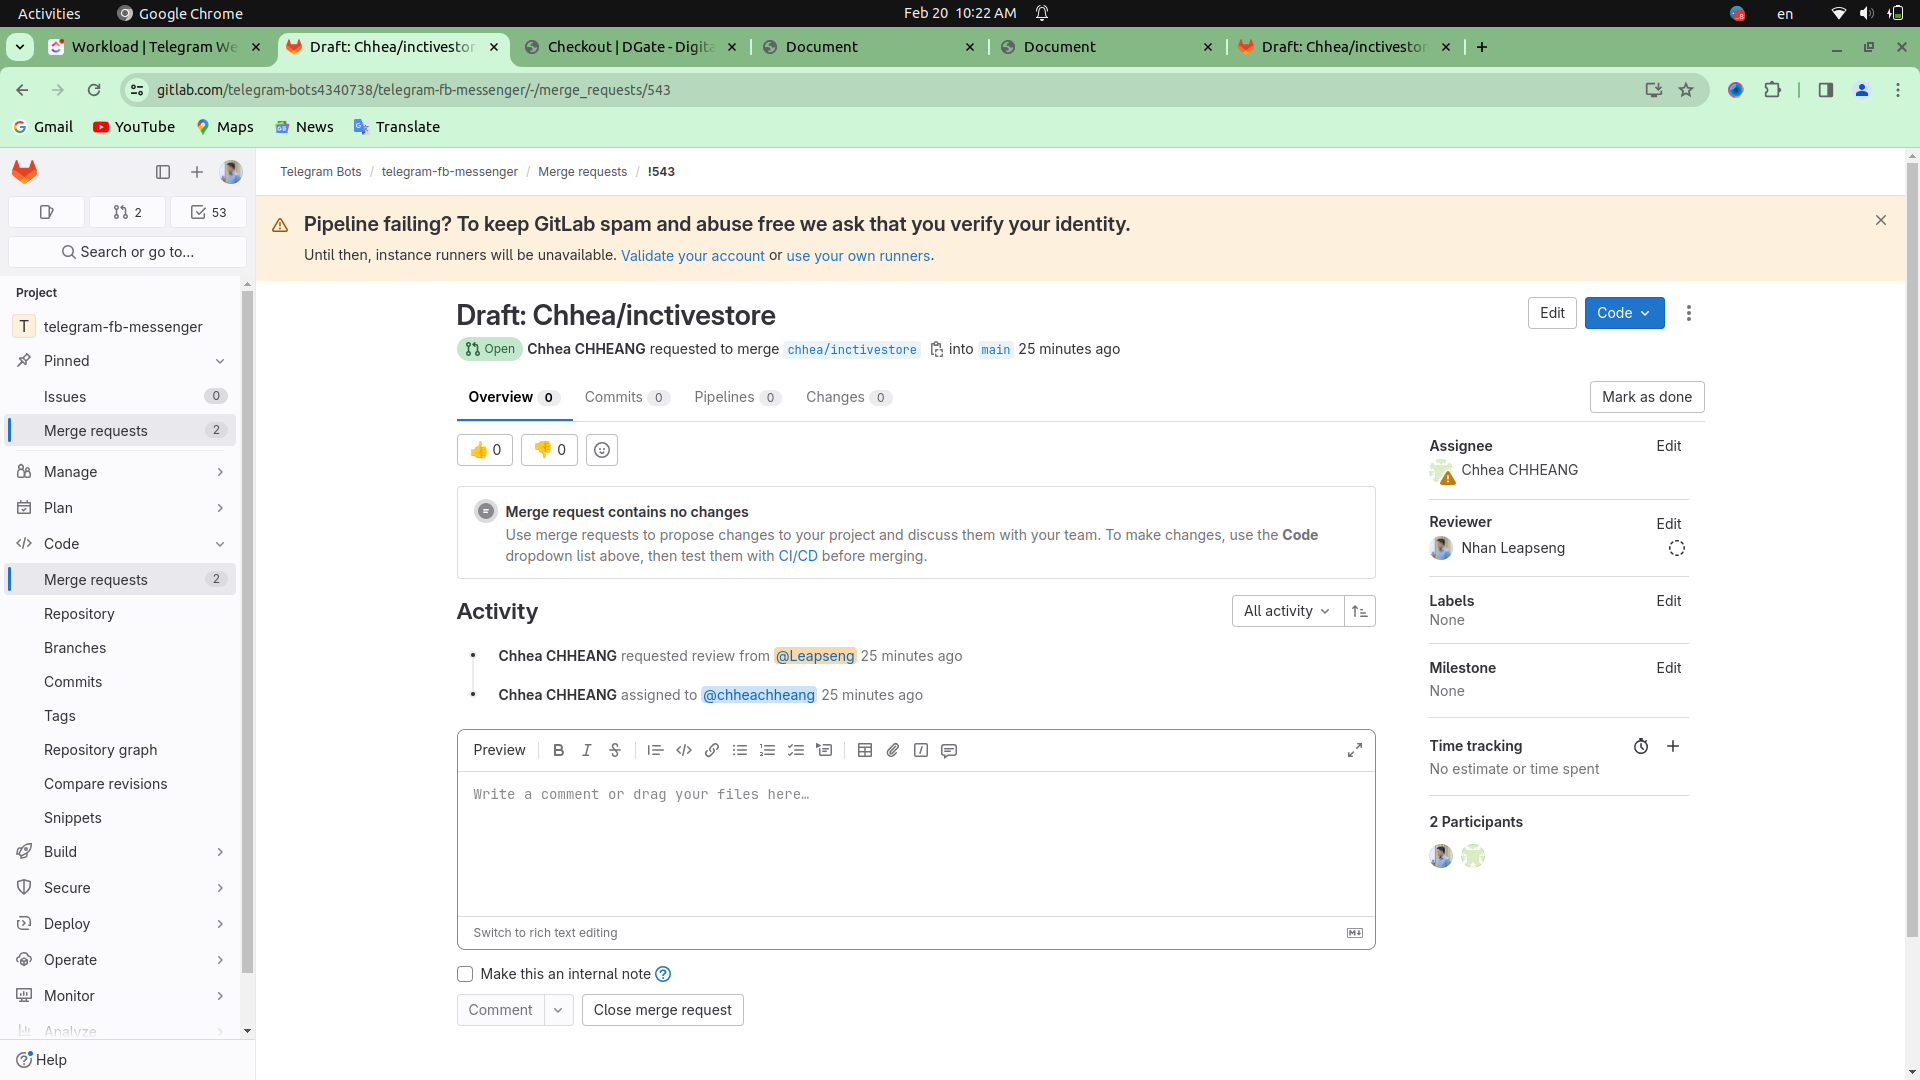 Activities
Google Chrome
Feb 20 10:22 AM
en
Workload | Telegram We
Draft: Chhea/inctivestor
Checkout | DGate - Digita
Document
Document
Draft: Chhea/inctivestor
gitlab.com/telegram-bots4340738/telegram-fb-messenger/-/merge_requests/543
Gmail
YouTube
Maps
News
Translate
2
53
Search or go to...
Project
T telegram-fb-messenger
Pinned
Issues 0
Merge requests 2
Manage
Plan
Code
Merge requests 2
Repository
Branches
Commits
Tags
Repository graph
Compare revisions
Snippets
Build
Secure
Deploy
Operate
Monitor
Analyze
Help
Telegram Bots / telegram-fb-messenger / Merge requests / !543
Pipeline failing? To keep GitLab spam and abuse free we ask that you verify your identity.
Until then, instance runners will be unavailable. Validate your account or use your own runners.
Draft: Chhea/inctivestore
Edit
Code
Open Chhea CHHEANG requested to merge chhea/inctivestore into main 25 minutes ago
Overview 0
Commits 0
Pipelines 0
Changes 0
Mark as done
0
0
Merge request contains no changes
Use merge requests to propose changes to your project and discuss them with your team. To make changes, use the Code
dropdown list above, then test them with CI/CD before merging.
Activity
All activity
Chhea CHHEANG requested review from @Leapseng 25 minutes ago
Chhea CHHEANG assigned to @chheachheang 25 minutes ago
Preview
Write a comment or drag your files here…
Switch to rich text editing
Make this an internal note
Comment
Close merge request
Assignee Edit
Chhea CHHEANG
Reviewer Edit
Nhan Leapseng
Labels Edit
None
Milestone Edit
None
Time tracking
No estimate or time spent
2 Participants